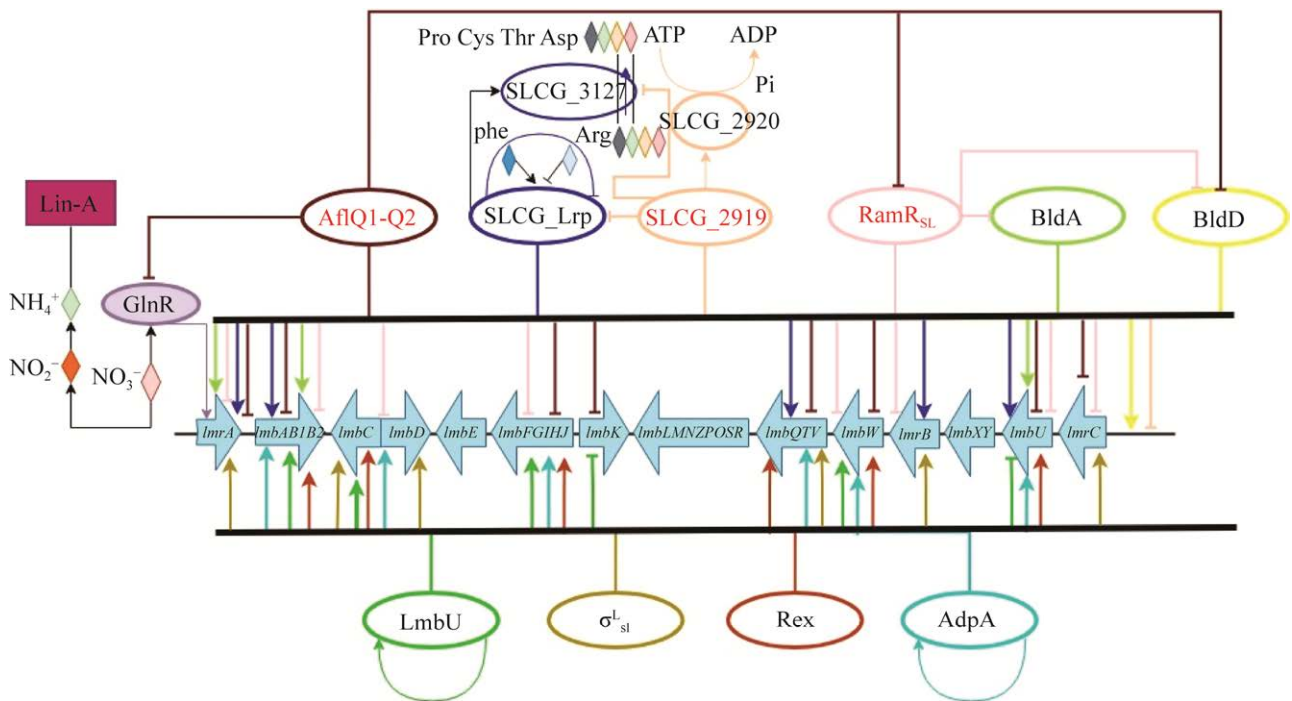 Pro Cys Thr Asp
ATP
ADP
SLCG_3127
Pi
SLCG_2920
phe
Arg
Lin-A
AflQ1-Q2
SLCG_Lrp
SLCG_2919
RamR_SL
BldA
BldD
NH₄⁺
GlnR
NO₂⁻
NO₃⁻
lmrA
lmbAB1B2
lmbC
lmbD
lmbE
lmbFGIHJ
lmbK
lmbLMNZPOSR
lmbQTV
lmbW
lmrB
lmbXY
lmbU
lmrC
LmbU
σᴸsl
Rex
AdpA